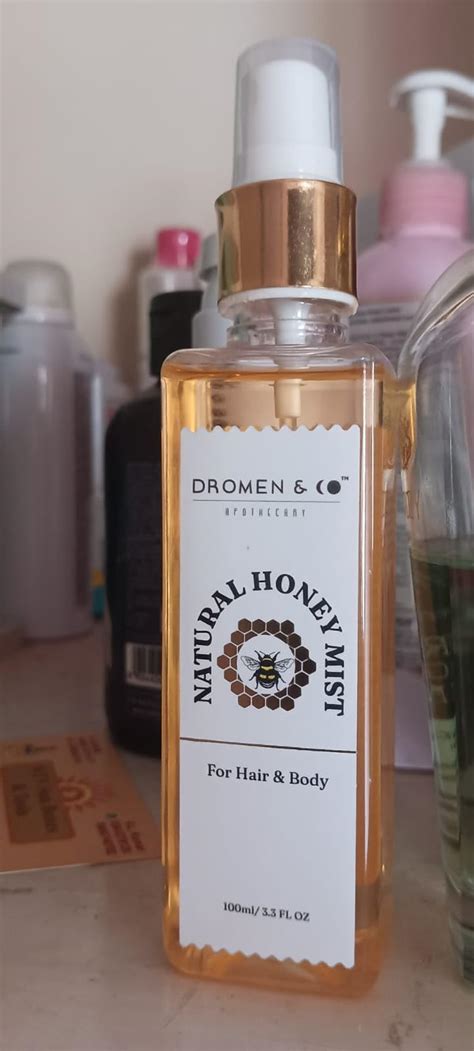 DROMEN & CO™
APOTHECARY
NATURAL HONEY MIST
For Hair & Body
100ml/ 3.3 FL OZ